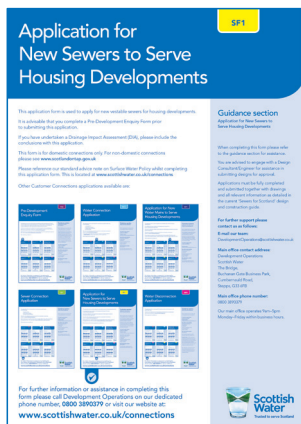 SF1
Application for
New Sewers to Serve
Housing Developments
This application form is used to apply for new vestable sewers for housing developments.
It is advisable that you complete a Pre-Development Enquiry Form prior
to submitting this application.
If you have undertaken a Drainage Impact Assessment (DIA), please include the
conclusions with this application.
This form is for domestic connections only. For non-domestic connections
please see www.scotlandontap.gov.uk
Please reference our standard advice note on Surface Water Policy whilst completing
this application form. This is located at www.scottishwater.co.uk/connections.
Other Customer Connections applications available are:
Pre-Development
Enquiry Form
Water Connection
Application
Application for New
Water Mains to Serve
Housing Developments
Sewer Connection
Application
Application for
New Sewers to Serve
Housing Developments
Water Disconnection
Application
For further information or assistance in completing this
form please call Development Operations on our dedicated
phone number, 0800 3890379 or visit our website at:
www.scottishwater.co.uk/connections
Guidance section
Application for New Sewers to
Serve Housing Developments
When completing this form please refer
to the guidance section for assistance.
You are advised to engage with a Design
Consultant/Engineer for assistance in
submitting designs for approval.
Applications must be fully completed
and submitted together with drawings
and all relevant information as detailed in
the current 'Sewers for Scotland' design
and construction guide.
For further support please
contact us as follows:
E-mail our team:
DevelopmentOperations@scottishwater.co.uk
Main office contact address:
Development Operations
Scottish Water
The Bridge,
Buchanan Gate Business Park,
Cumbernauld Road,
Stepps, G33 6FB
Main office phone number:
0800 3890379
Our main office operates 9am-5pm
Monday-Friday within business hours.
Scottish
Water
Trusted to serve Scotland